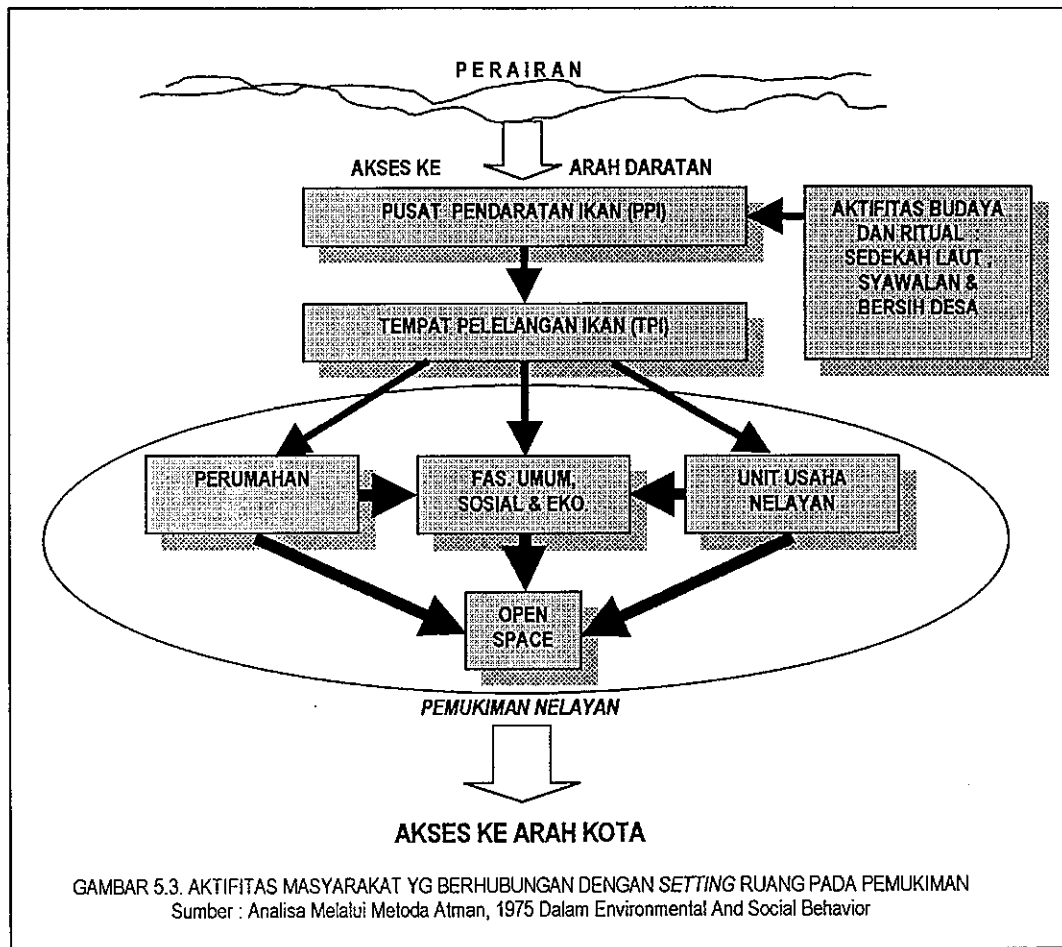 PERAIRAN
AKSES KE ARAH DARATAN
PUSAT PENDARATAN IKAN (PPI)
AKTIFITAS BUDAYA
DAN RITUAL :
SEDEKAH LAUT ,
SYAWALAN &
BERSIH DESA
TEMPAT PELELANGAN IKAN (TPI)
PERUMAHAN
FAS. UMUM,
SOSIAL & EKO.
UNIT USAHA
NELAYAN
OPEN
SPACE
PEMUKIMAN NELAYAN
AKSES KE ARAH KOTA
GAMBAR 5.3. AKTIFITAS MASYARAKAT YG BERHUBUNGAN DENGAN SETTING RUANG PADA PEMUKIMAN
Sumber : Analisa Melalui Metoda Atman, 1975 Dalam Environmental And Social Behavior